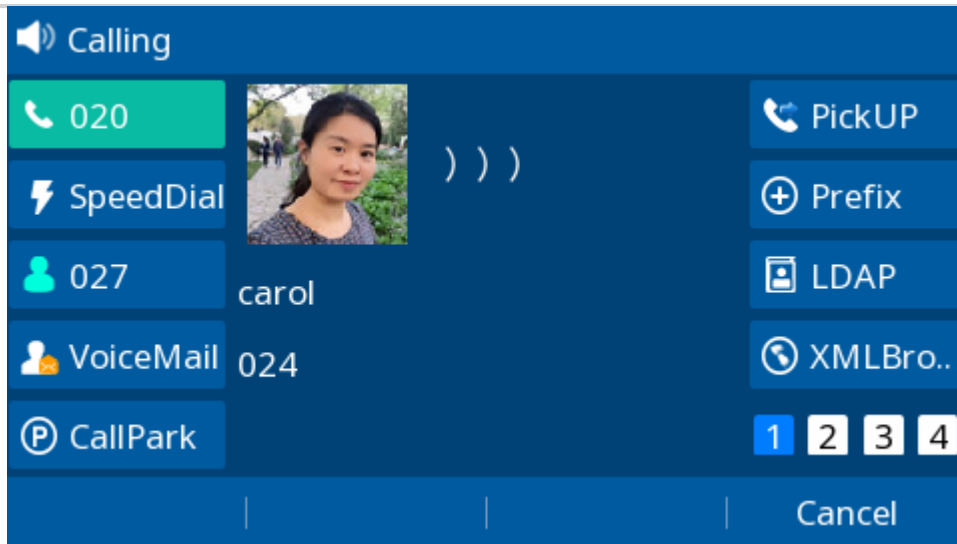 Calling
020
SpeedDial
027
VoiceMail
CallPark
carol
024
PickUP
Prefix
LDAP
XMLBro..
1 2 3 4
Cancel